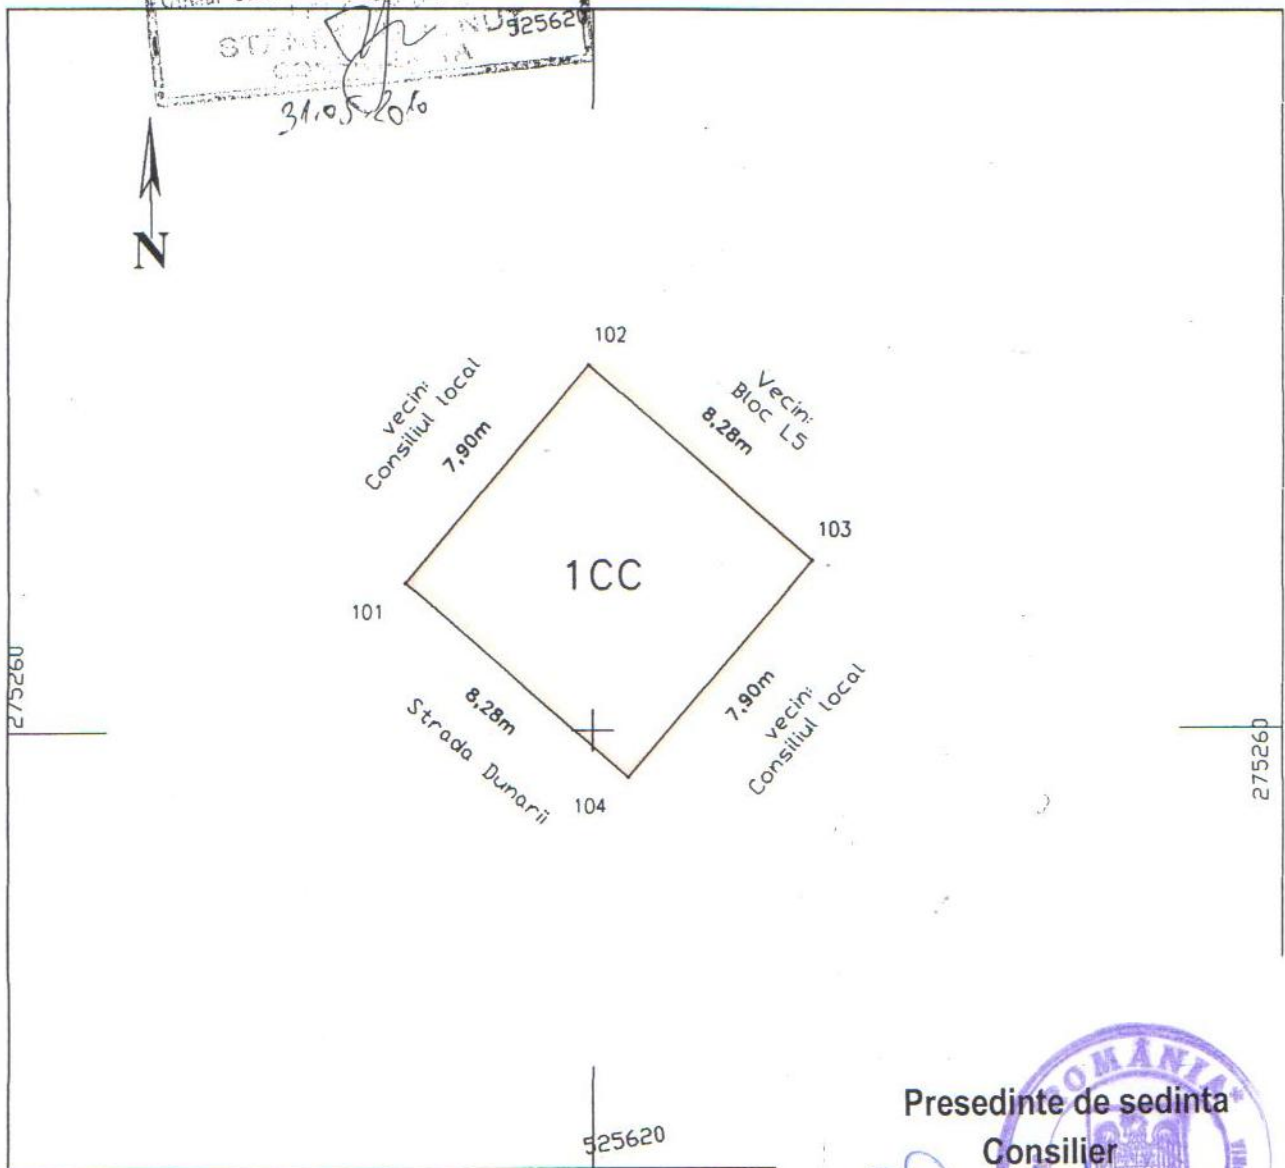 525620
31.05.2010
N
102
vecin:
Consiliul local
7,90m
Vecin:
Bloc L5
8,28m
103
1CC
101
275260
8,28m
Strada Dunarii
7,90m
vecin:
Consiliul local
104
275260
525620
ROMÂNIA*
Presedinte de sedinta
Consilier